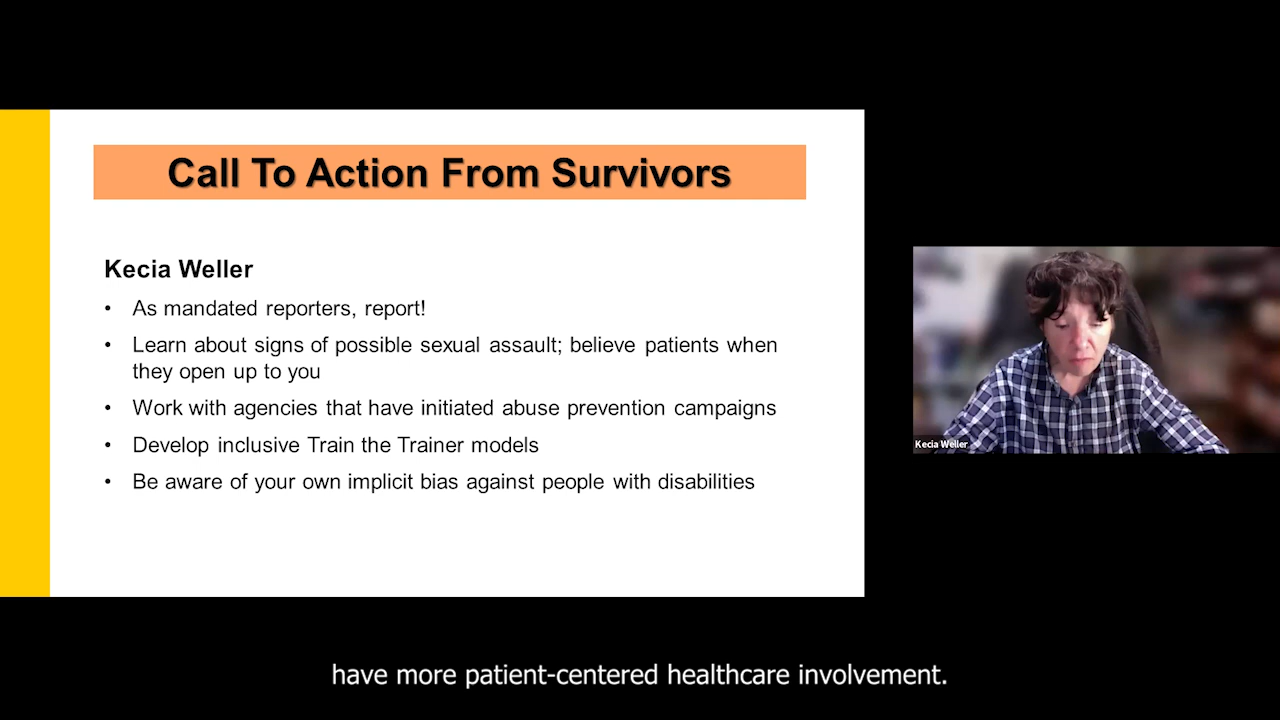 Call To Action From Survivors
Kecia Weller
• As mandated reporters, report!
• Learn about signs of possible sexual assault; believe patients when
they open up to you
• Work with agencies that have initiated abuse prevention campaigns
• Develop inclusive Train the Trainer models
• Be aware of your own implicit bias against people with disabilities
Kecia Weller
have more patient-centered healthcare involvement.